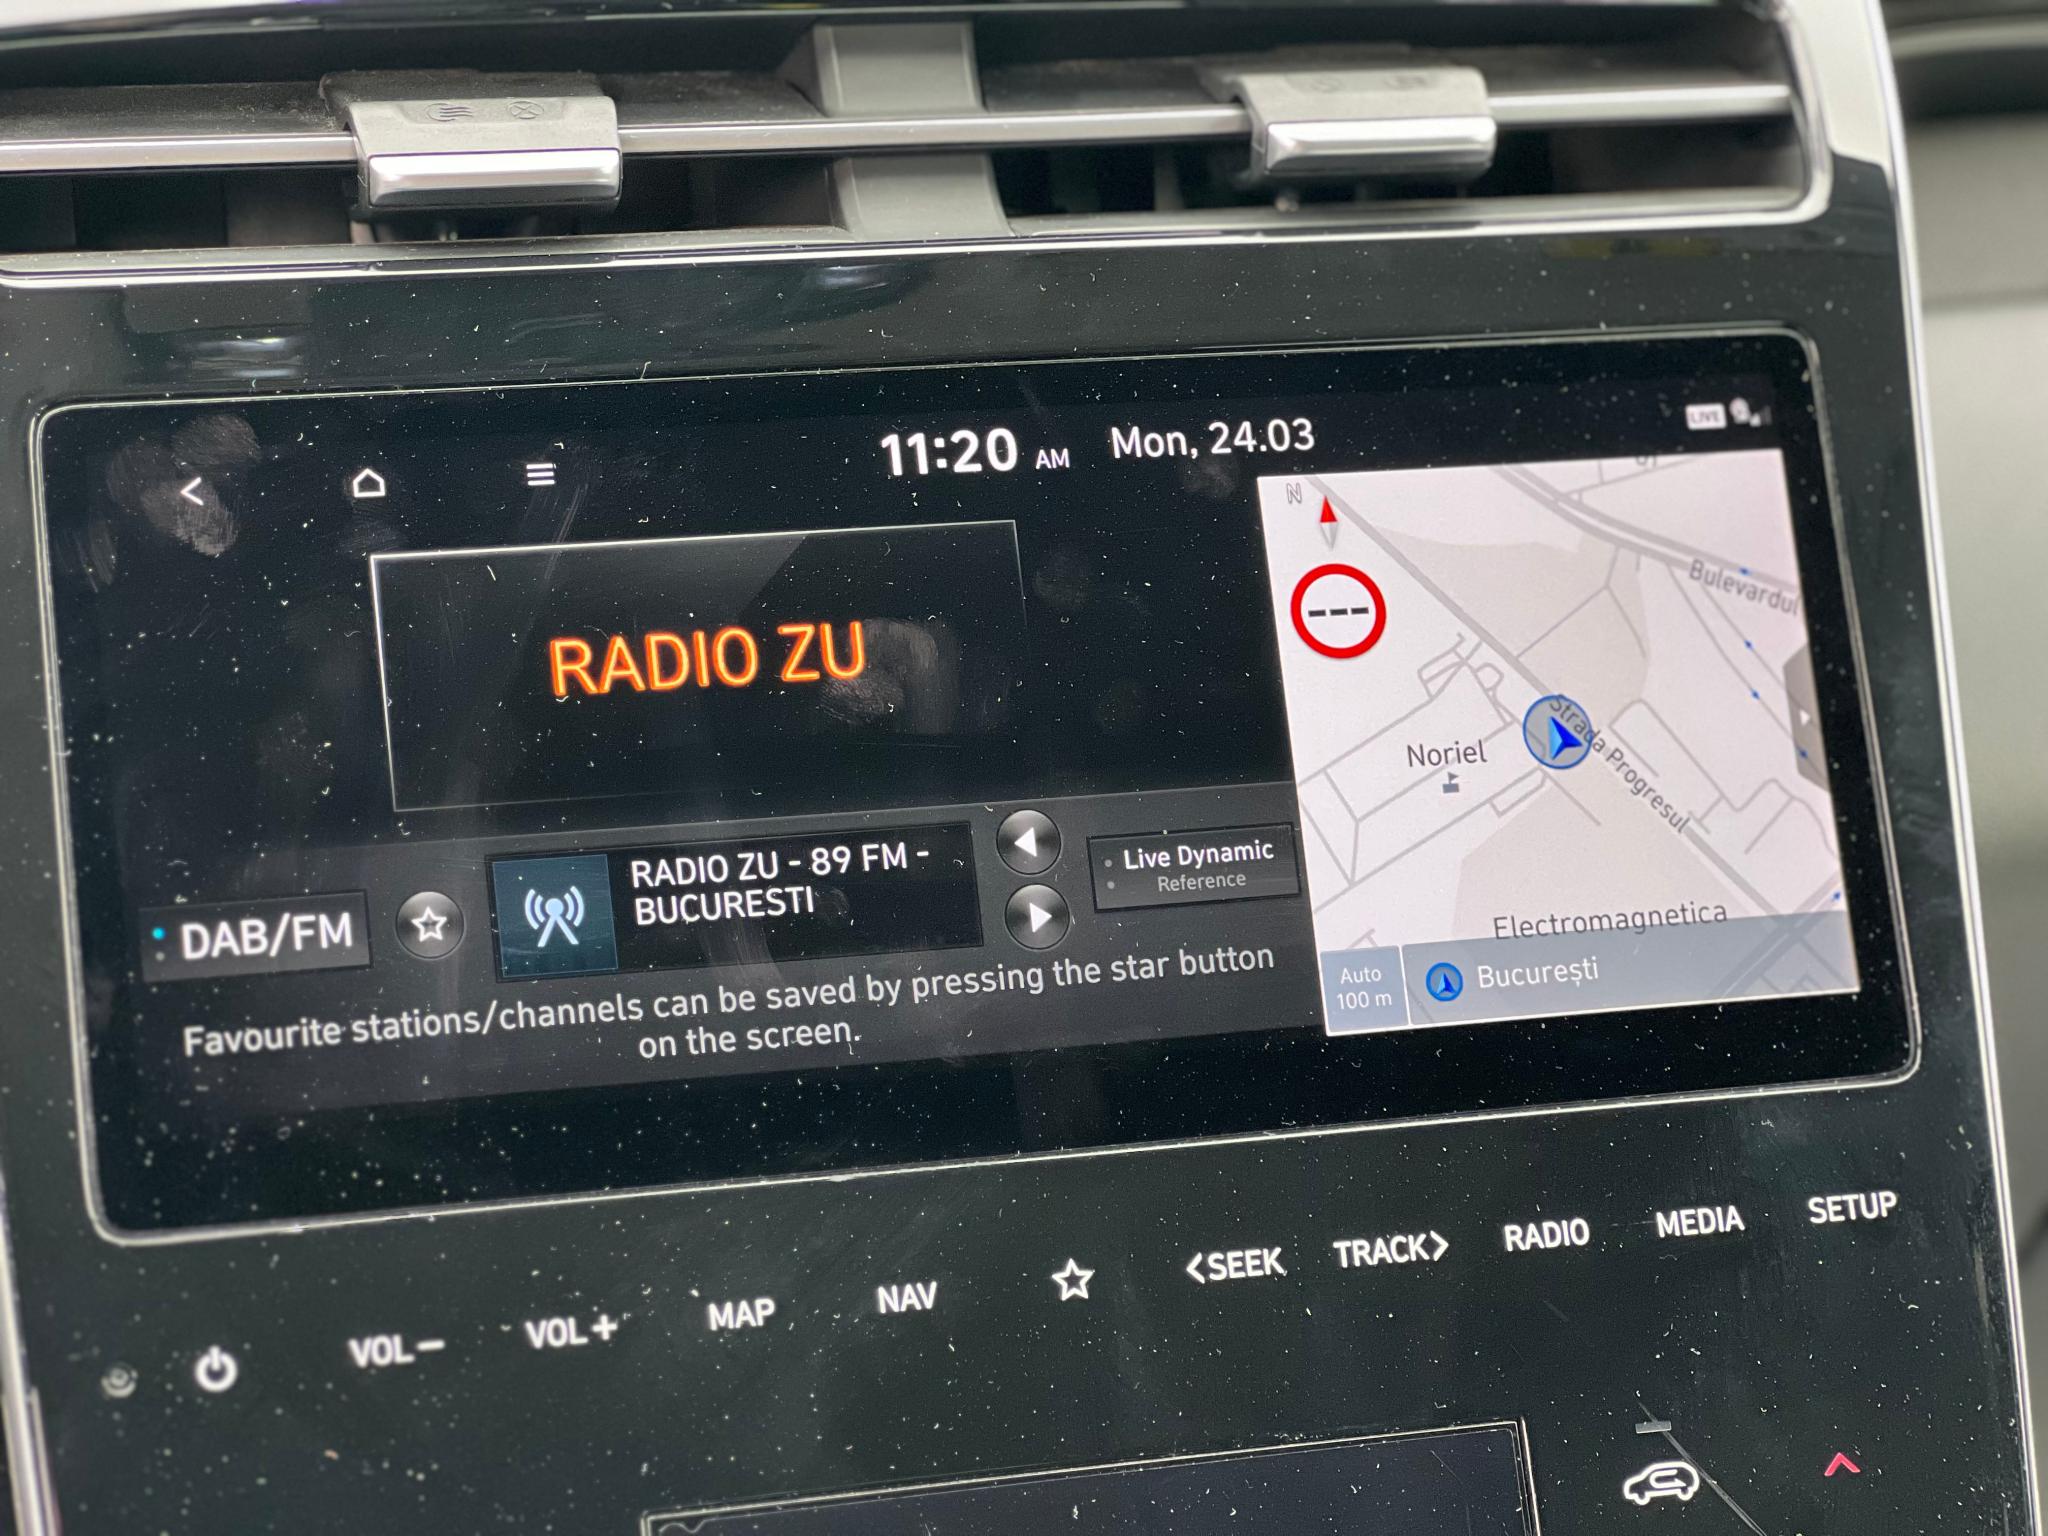 11:20 AM Mon, 24.03
LIVE
RADIO ZU
N
---
Bulevardul
Strada Progresul
Noriel
Electromagnetica
Auto
100 m
București
DAB/FM
RADIO ZU - 89 FM -
BUCURESTI
Live Dynamic
Reference
Favourite stations/channels can be saved by pressing the star button
on the screen.
VOL− VOL+ MAP NAV <SEEK TRACK> RADIO MEDIA SETUP